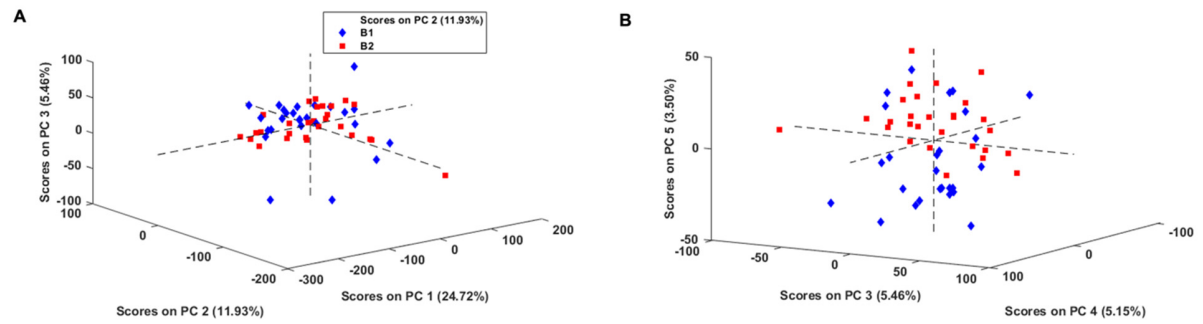 A
Scores on PC 2 (11.93%)
B1
B2
100
50
0
-50
-100
Scores on PC 3 (5.46%)
100
0
-100
-200
Scores on PC 2 (11.93%)
-300
-200
-100
0
100
200
Scores on PC 1 (24.72%)
B
50
0
-50
Scores on PC 5 (3.50%)
-100
-50
0
50
100
Scores on PC 3 (5.46%)
100
0
-100
Scores on PC 4 (5.15%)